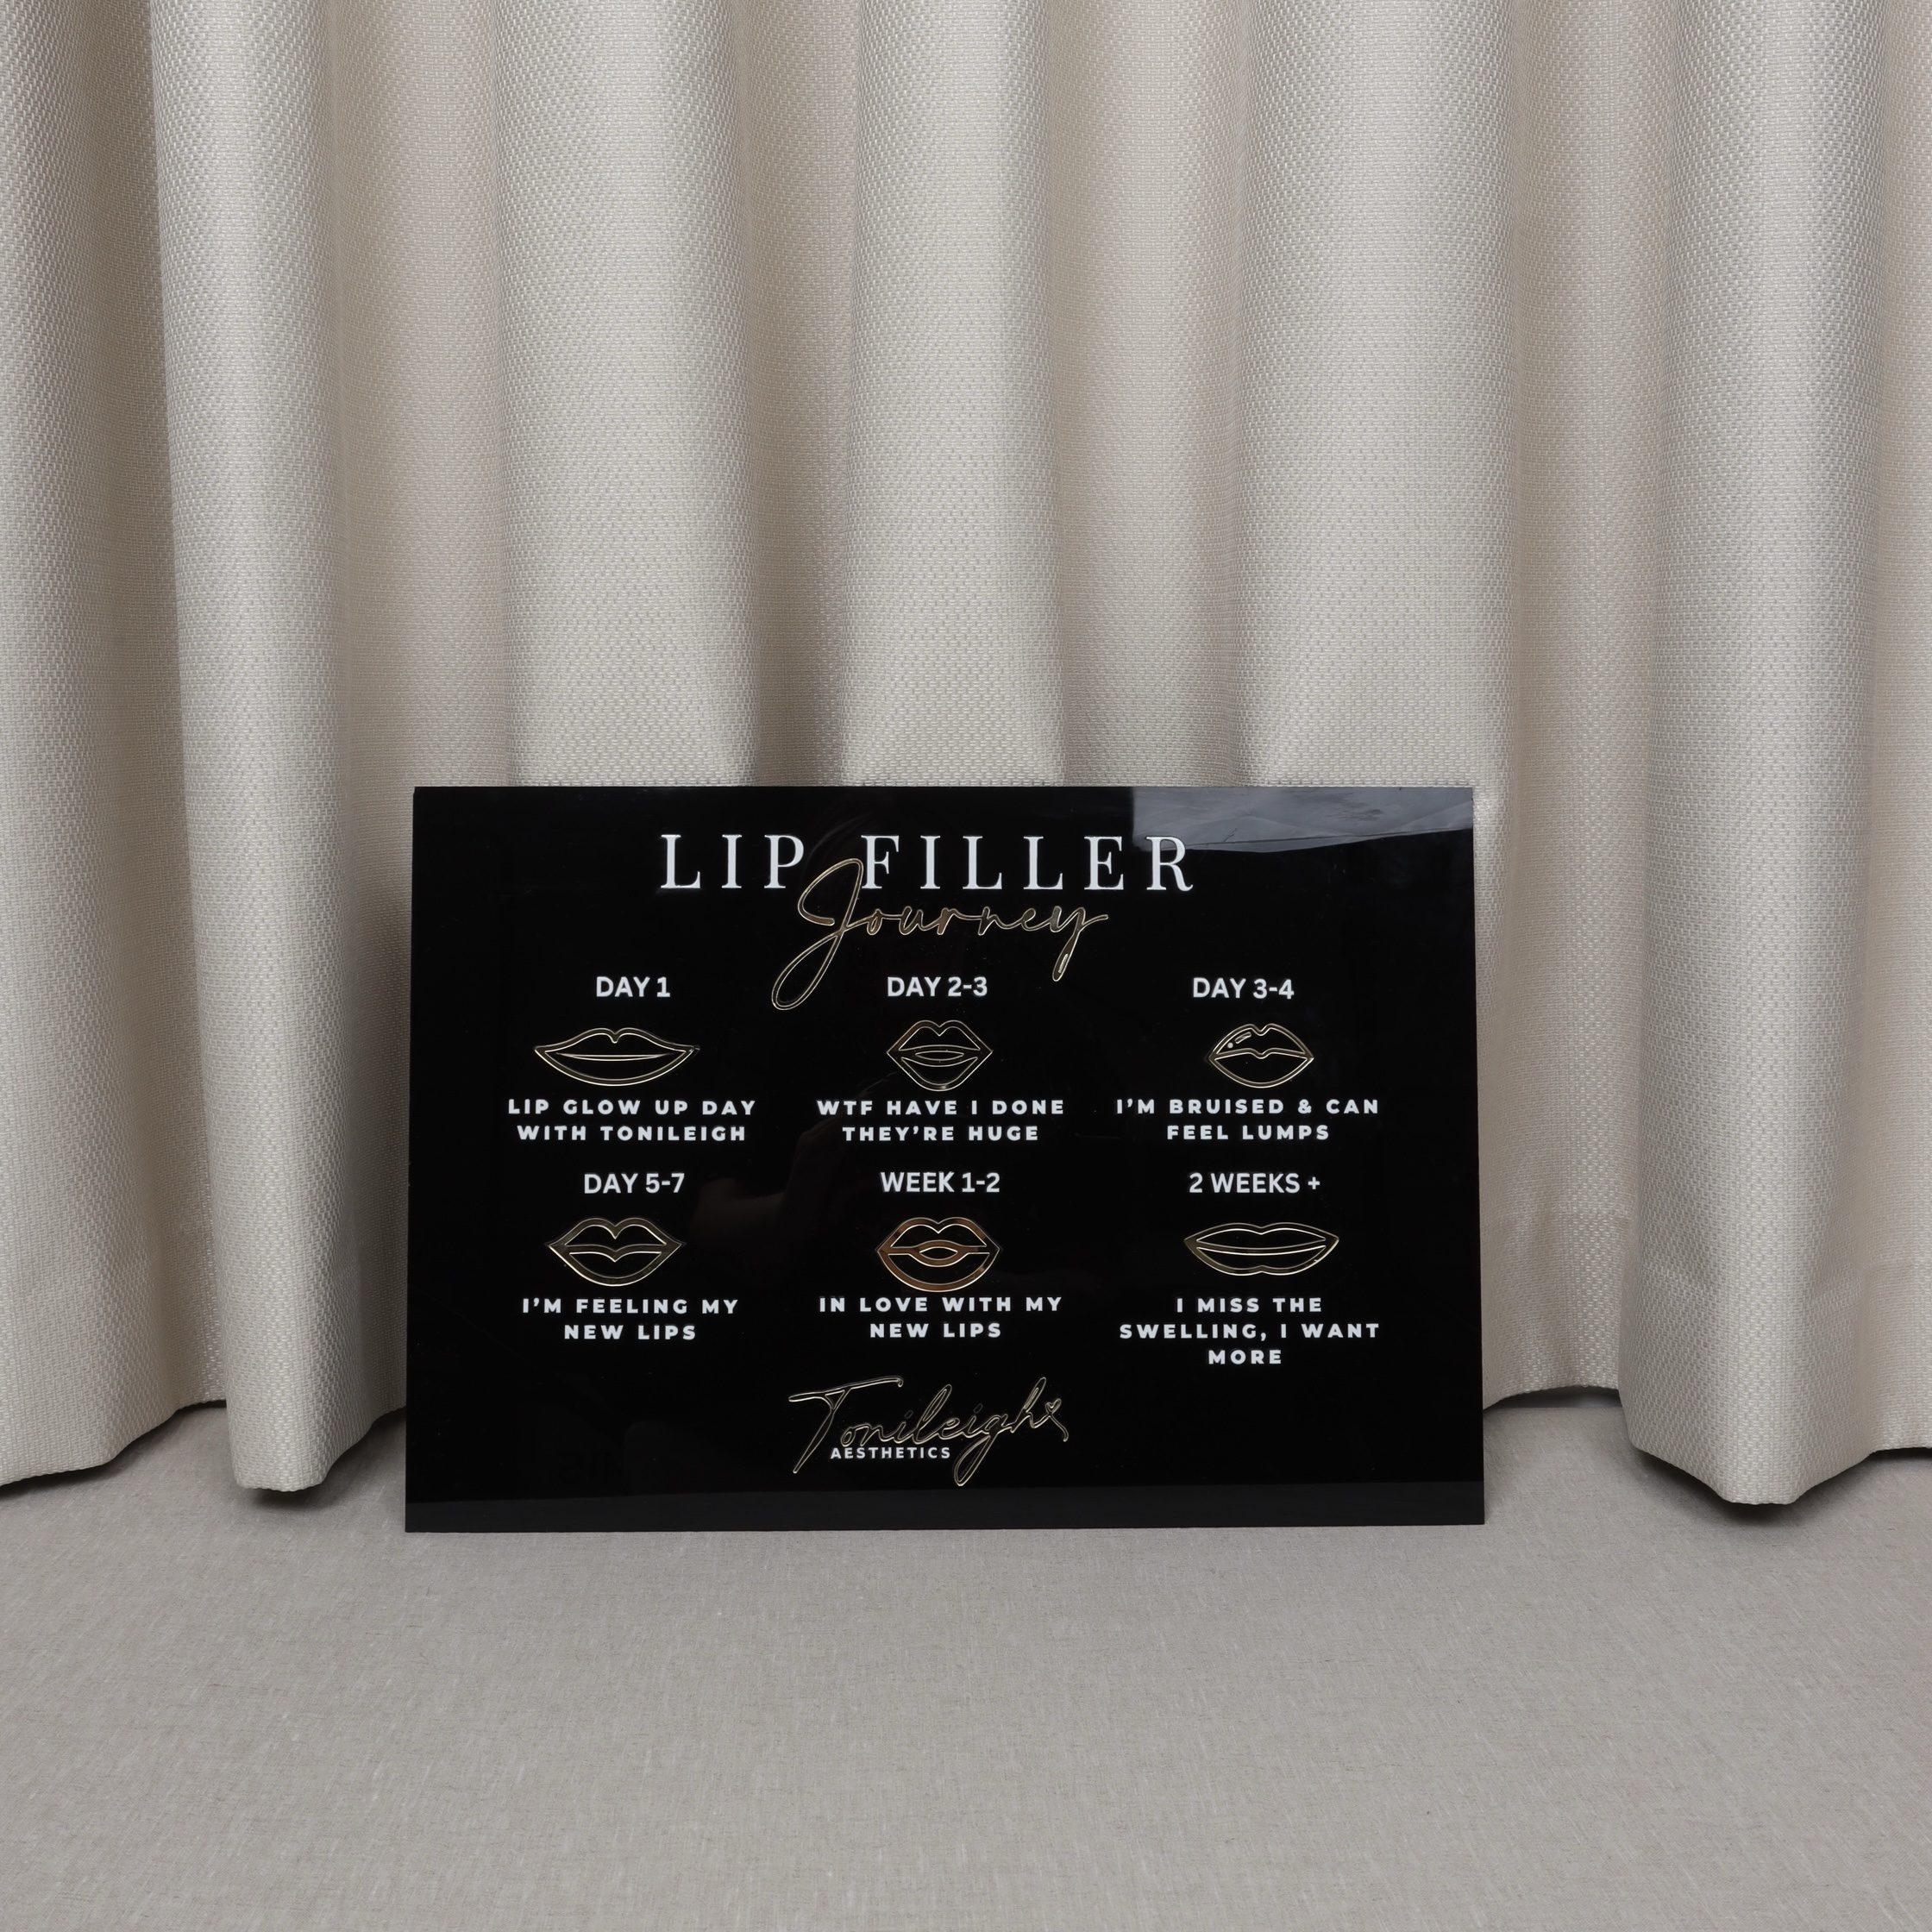 LIP FILLER
Journey
DAY 1
LIP GLOW UP DAY
WITH TONILEIGH
DAY 2-3
WTF HAVE I DONE
THEY'RE HUGE
DAY 3-4
I'M BRUISED & CAN
FEEL LUMPS
DAY 5-7
I'M FEELING MY
NEW LIPS
WEEK 1-2
IN LOVE WITH MY
NEW LIPS
2 WEEKS +
I MISS THE
SWELLING, I WANT
MORE
Tonileigh
AESTHETICS